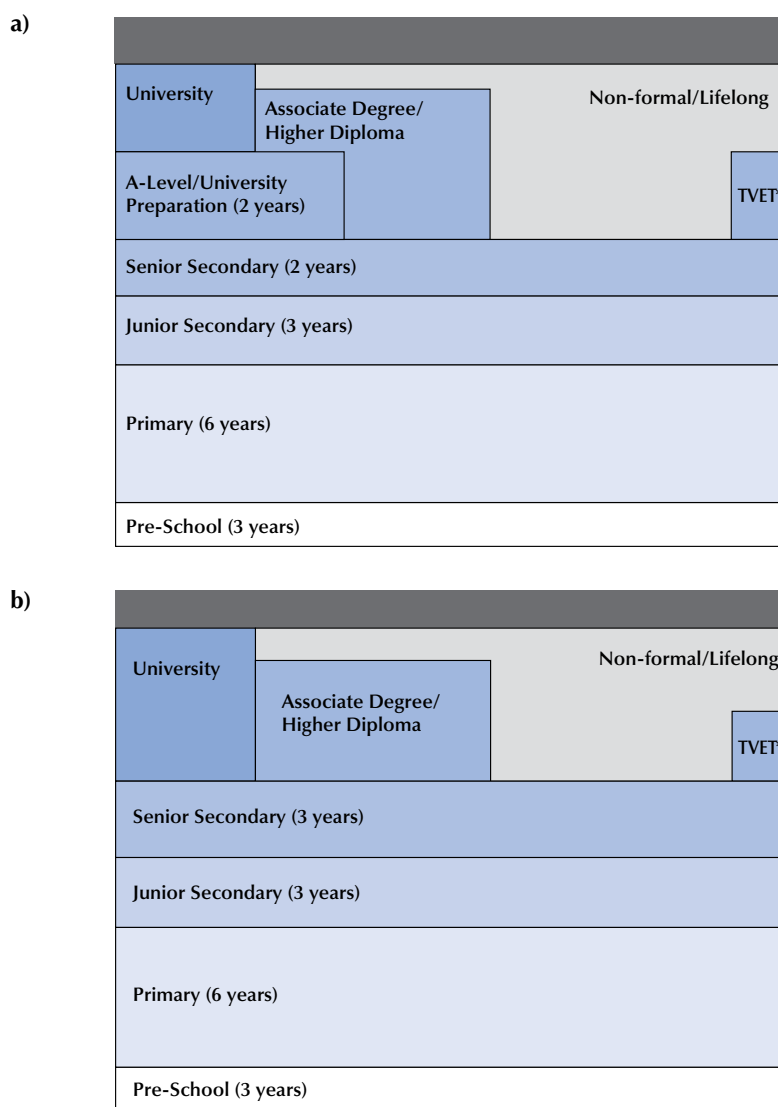 a)
University
Associate Degree/
Higher Diploma
Non-formal/Lifelong
A-Level/University
Preparation (2 years)
TVET
Senior Secondary (2 years)
Junior Secondary (3 years)
Primary (6 years)
Pre-School (3 years)
b)
University
Associate Degree/
Higher Diploma
Non-formal/Lifelong
TVET
Senior Secondary (3 years)
Junior Secondary (3 years)
Primary (6 years)
Pre-School (3 years)